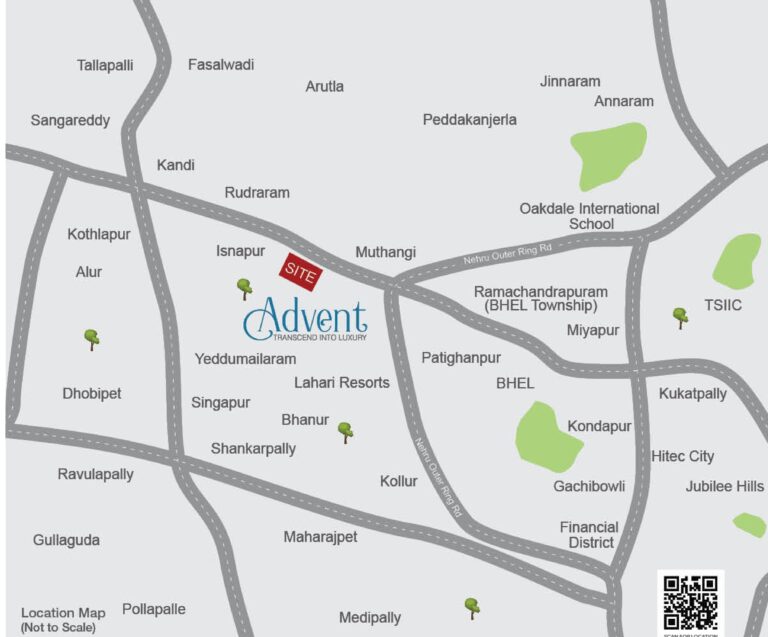 Tallapalli
Fasalwadi
Arutla
Jinnaram
Annaram
Sangareddy
Peddakanjerla
Kandi
Rudraram
Oakdale International
School
Kothlapur
Isnapur
Muthangi
Nehru Outer Ring Rd
Alur
SITE
Ramachandrapuram
(BHEL Township)
TSIIC
Advent
TRANSCEND INTO LUXURY
Miyapur
Yeddumailaram
Patighanpur
Lahari Resorts
BHEL
Dhobipet
Singapur
Kukatpally
Bhanur
Kondapur
Shankarpally
Nehru Outer Ring Rd
Hitec City
Ravulapally
Kollur
Gachibowli
Jubilee Hills
Gullaguda
Maharajpet
Financial
District
Location Map
(Not to Scale)
Pollapalle
Medipally
SCAN FOR LOCATION